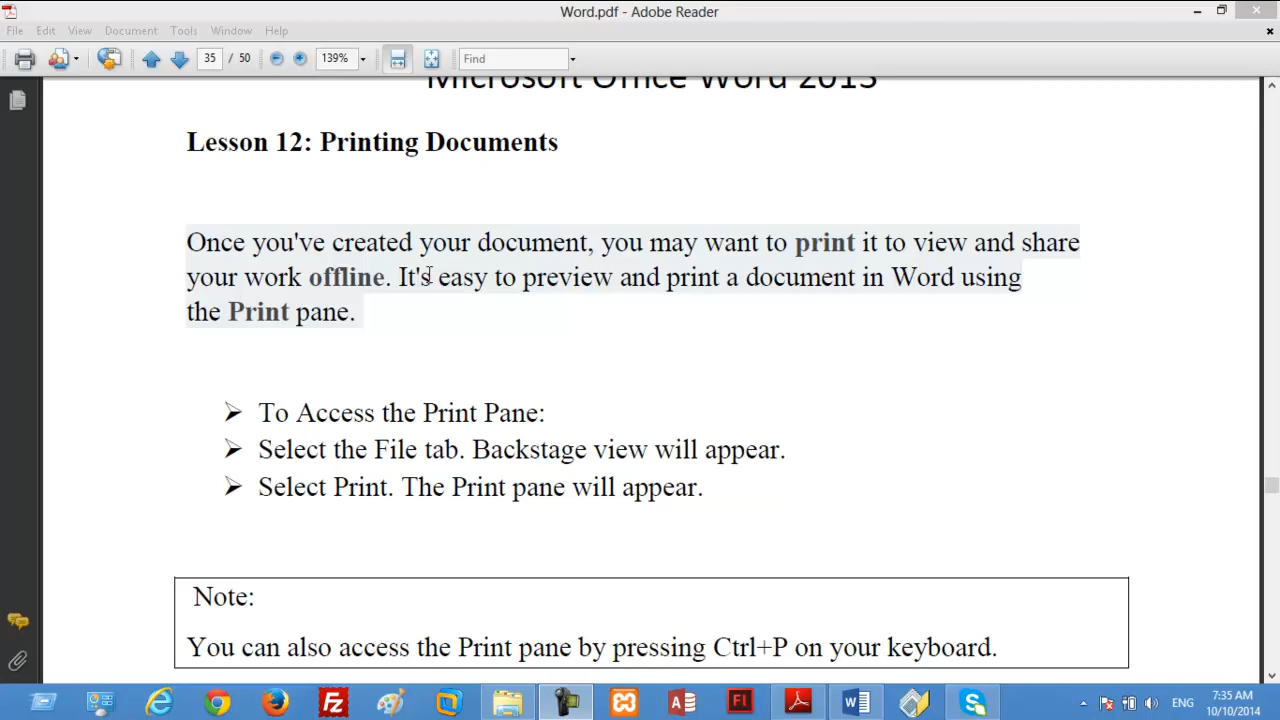 Word.pdf - Adobe Reader
File Edit View Document Tools Window Help
35 / 50 139% Find
Microsoft Office Word 2013
Lesson 12: Printing Documents
Once you've created your document, you may want to print it to view and share
your work offline. It's easy to preview and print a document in Word using
the Print pane.
To Access the Print Pane:
Select the File tab. Backstage view will appear.
Select Print. The Print pane will appear.
Note:
You can also access the Print pane by pressing Ctrl+P on your keyboard.
ENG
7:35 AM
10/10/2014